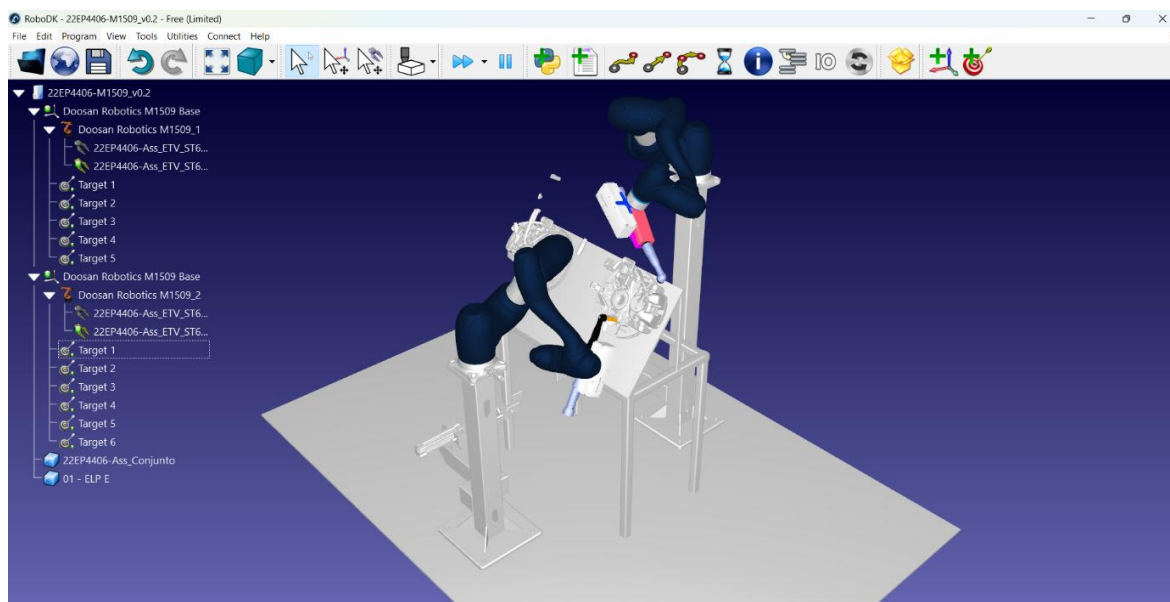 RoboDK - 22EP4406-M1509_v0.2 - Free (Limited)
File Edit Program View Tools Utilities Connect Help
IO
22EP4406-M1509_v0.2
Doosan Robotics M1509 Base
Doosan Robotics M1509_1
22EP4406-Ass_ETV_ST6...
22EP4406-Ass_ETV_ST6...
Target 1
Target 2
Target 3
Target 4
Target 5
Doosan Robotics M1509 Base
Doosan Robotics M1509_2
22EP4406-Ass_ETV_ST6...
22EP4406-Ass_ETV_ST6...
Target 1
Target 2
Target 3
Target 4
Target 5
Target 6
22EP4406-Ass_Conjunto
01 - ELP E